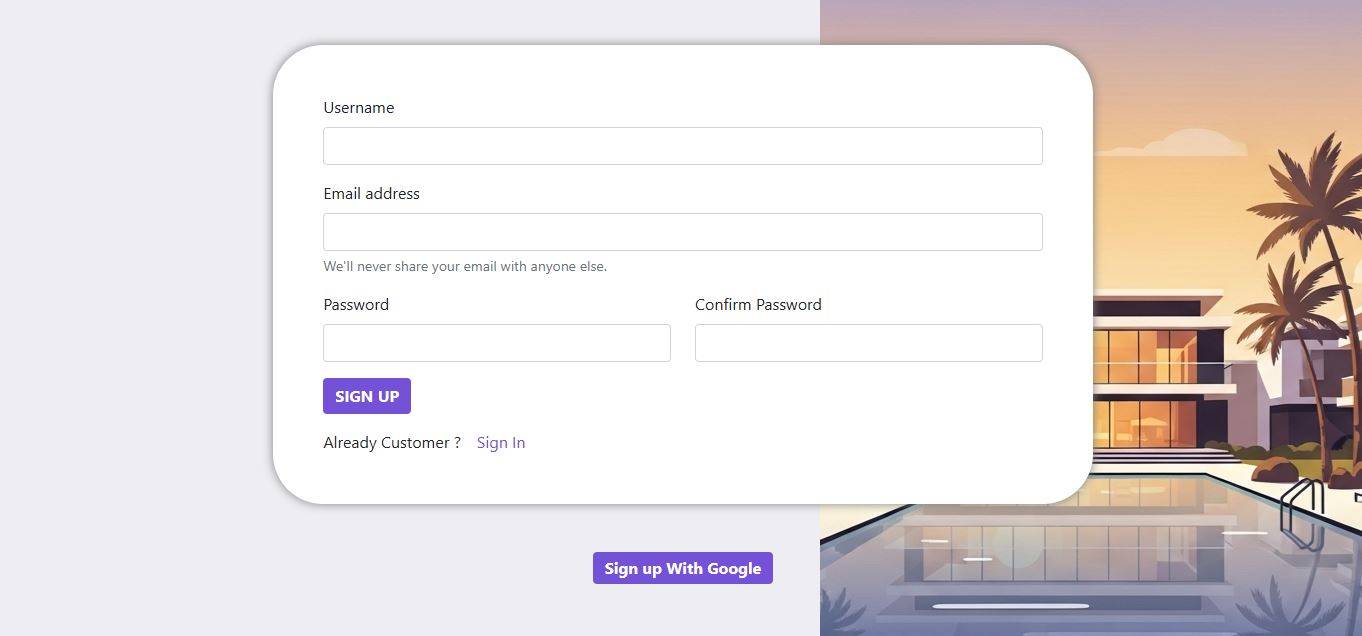 Username
Email address
We'll never share your email with anyone else.
Password Confirm Password
SIGN UP
Already Customer ? Sign In
Sign up With Google